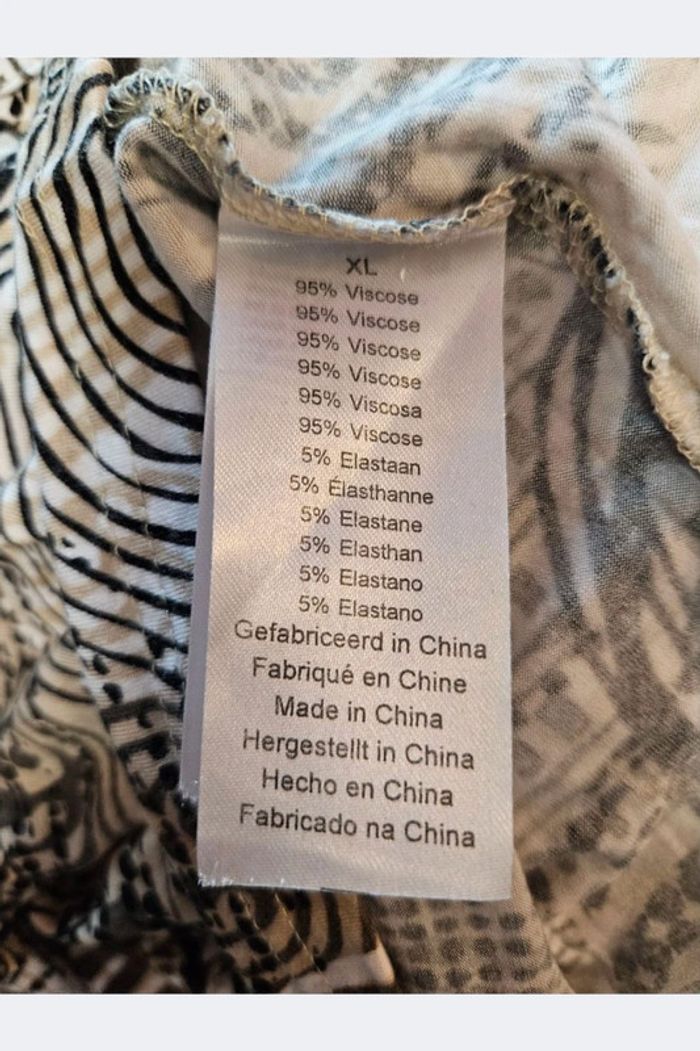 XL
95% Viscose
95% Viscose
95% Viscose
95% Viscose
95% Viscosa
95% Viscose
5% Elastaan
5% Élasthanne
5% Elastane
5% Elasthan
5% Elastano
5% Elastano
Gefabriceerd in China
Fabriqué en Chine
Made in China
Hergestellt in China
Hecho en China
Fabricado na China